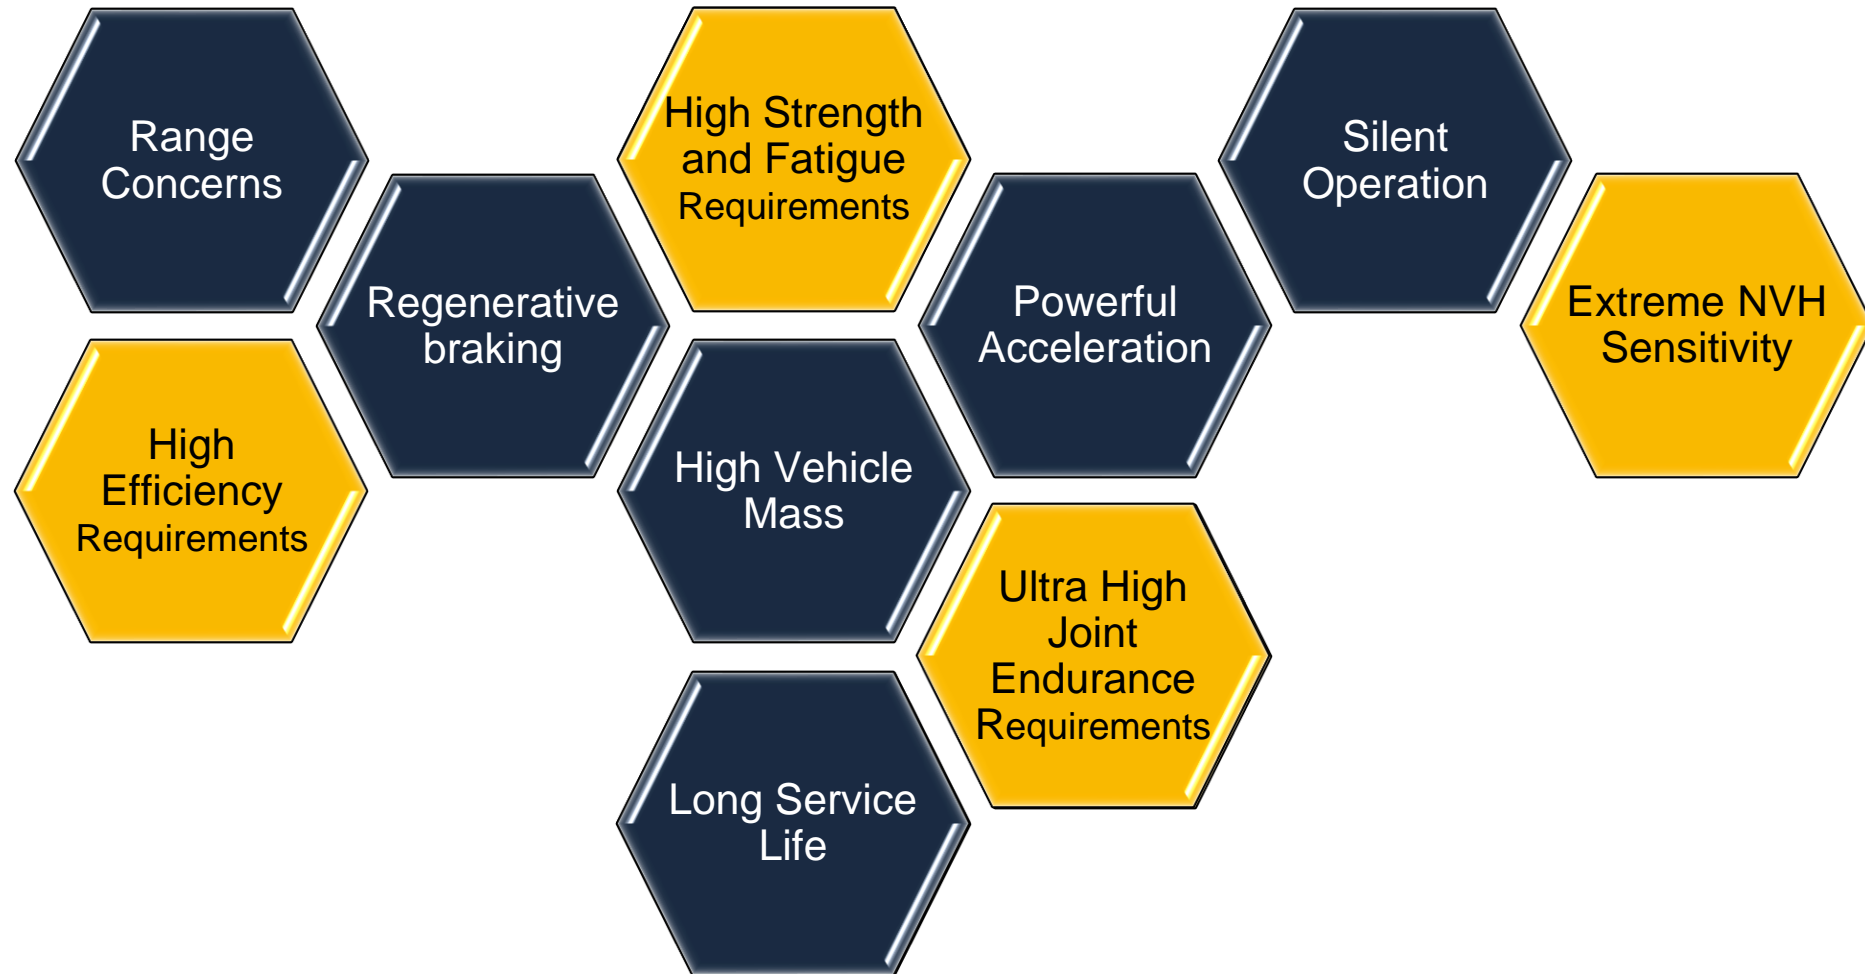 Range
Concerns
High Strength
and Fatigue
Requirements
Silent
Operation
Regenerative
braking
Powerful
Acceleration
Extreme NVH
Sensitivity
High
Efficiency
Requirements
High Vehicle
Mass
Ultra High
Joint
Endurance
Requirements
Long Service
Life